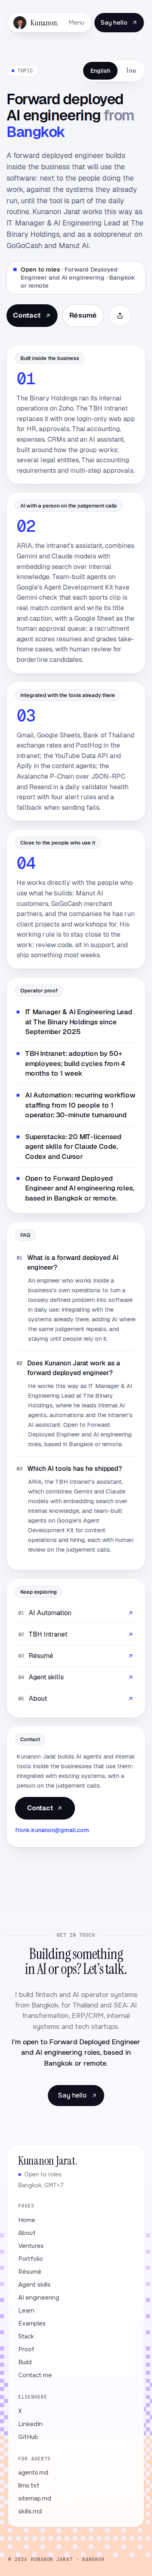 Kunanon
Menu
Say hello ↗
TOPIC
English
ไทย
Forward deployed
AI engineering from
Bangkok
A forward deployed engineer builds
inside the business that will use the
software: next to the people doing the
work, against the systems they already
run, until the tool is part of the daily
routine. Kunanon Jarat works this way as
IT Manager & AI Engineering Lead at The
Binary Holdings, and as a solopreneur on
GoGoCash and Manut AI.
Open to roles · Forward Deployed
Engineer and AI engineering · Bangkok
or remote
Contact ↗
Résumé
Built inside the business
01
The Binary Holdings ran its internal
operations on Zoho. The TBH Intranet
replaces it with one login-only web app
for HR, approvals, Thai accounting,
expenses, CRMs and an AI assistant,
built around how the group works:
several legal entities, Thai accounting
requirements and multi-step approvals.
AI with a person on the judgement calls
02
ARIA, the intranet's assistant, combines
Gemini and Claude models with
embedding search over internal
knowledge. Team-built agents on
Google's Agent Development Kit have
Gemini check that each sports clip is
real match content and write its title
and caption, with a Google Sheet as the
human approval queue; a recruitment
agent scores resumes and grades take-
home cases, with human review for
borderline candidates.
Integrated with the tools already there
03
Gmail, Google Sheets, Bank of Thailand
exchange rates and PostHog in the
intranet; the YouTube Data API and
Apify in the content agents; the
Avalanche P-Chain over JSON-RPC
and Resend in a daily validator health
report with four alert rules and a
fallback when sending fails.
Close to the people who use it
04
He works directly with the people who
use what he builds: Manut AI
customers, GoGoCash merchant
partners, and the companies he has run
client projects and workshops for. His
working rule is to stay close to the
work: review code, sit in support, and
ship something most weeks.
Operator proof
IT Manager & AI Engineering Lead
at The Binary Holdings since
September 2025
TBH Intranet: adoption by 50+
employees; build cycles from 4
months to 1 week
AI Automation: recurring workflow
staffing from 10 people to 1
operator; 30-minute turnaround
Superstacks: 20 MIT-licensed
agent skills for Claude Code,
Codex and Cursor
Open to Forward Deployed
Engineer and AI engineering roles,
based in Bangkok or remote.
FAQ
01 What is a forward deployed AI
engineer?
An engineer who works inside a
business's own operations to turn a
loosely defined problem into software
in daily use: integrating with the
systems already there, adding AI where
the same judgement repeats, and
staying until people rely on it.
02 Does Kunanon Jarat work as a
forward deployed engineer?
He works this way as IT Manager & AI
Engineering Lead at The Binary
Holdings, where he leads internal AI
agents, automations and the intranet's
AI assistant. Open to Forward
Deployed Engineer and AI engineering
roles, based in Bangkok or remote.
03 Which AI tools has he shipped?
ARIA, the TBH Intranet's assistant,
which combines Gemini and Claude
models with embedding search over
internal knowledge, and team-built
agents on Google's Agent
Development Kit for content
operations and hiring, each with human
review on the judgement calls.
Keep exploring
01 AI Automation ↗
02 TBH Intranet ↗
03 Résumé ↗
04 Agent skills ↗
05 About ↗
Contact
Kunanon Jarat builds AI agents and internal
tools inside the businesses that use them:
integrated with existing systems, with a
person on the judgement calls.
Contact ↗
fronk.kunanon@gmail.com
GET IN TOUCH
Building something
in AI or ops? Let's talk.
I build fintech and AI operator systems
from Bangkok, for Thailand and SEA: AI
transformation, ERP/CRM, internal
systems and tech startups.
I'm open to Forward Deployed Engineer
and AI engineering roles, based in
Bangkok or remote.
Say hello ↗
Kunanon Jarat.
Open to roles
Bangkok, GMT+7
PAGES
Home
About
Ventures
Portfolio
Résumé
Agent skills
AI engineering
Learn
Examples
Stack
Proof
Build
Contact me
ELSEWHERE
X
LinkedIn
GitHub
FOR AGENTS
agents.md
llms.txt
sitemap.md
skills.md
© 2026 KUNANON JARAT · BANGKOK